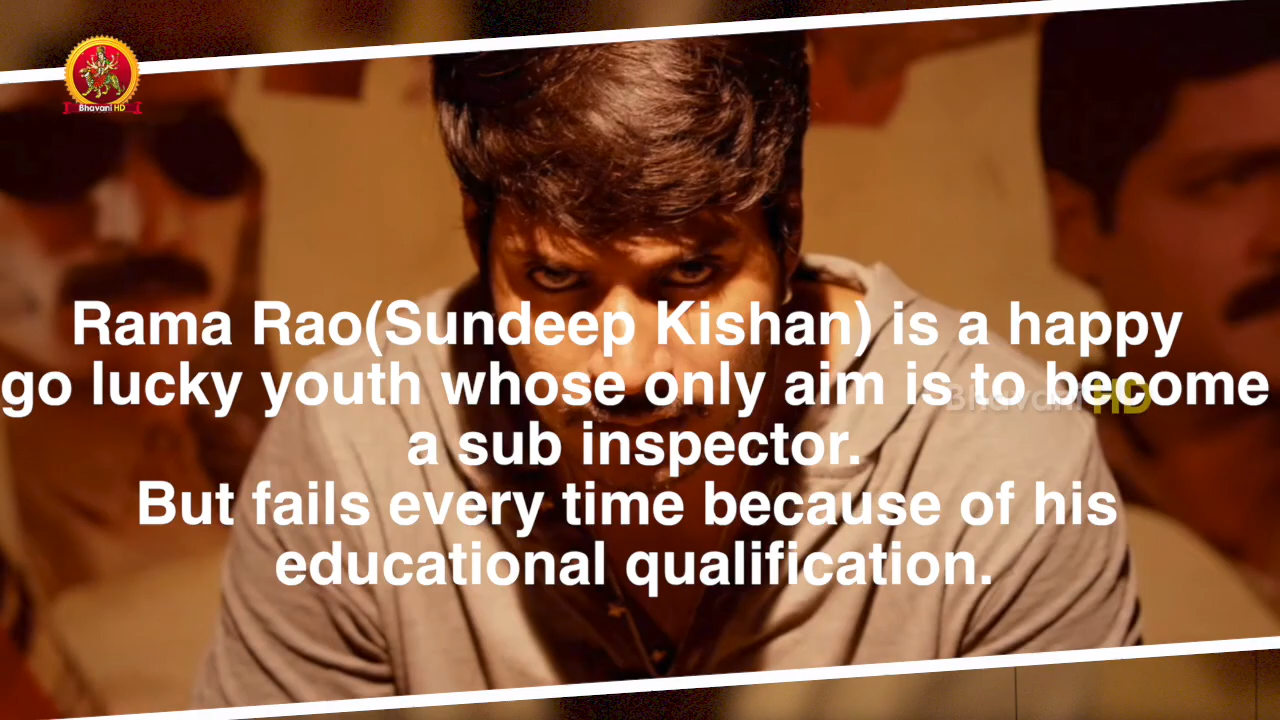 Bhavani HD
Rama Rao(Sundeep Kishan) is a happy
go lucky youth whose only aim is to become
Bhavani HD
a sub inspector.
But fails every time because of his
educational qualification.